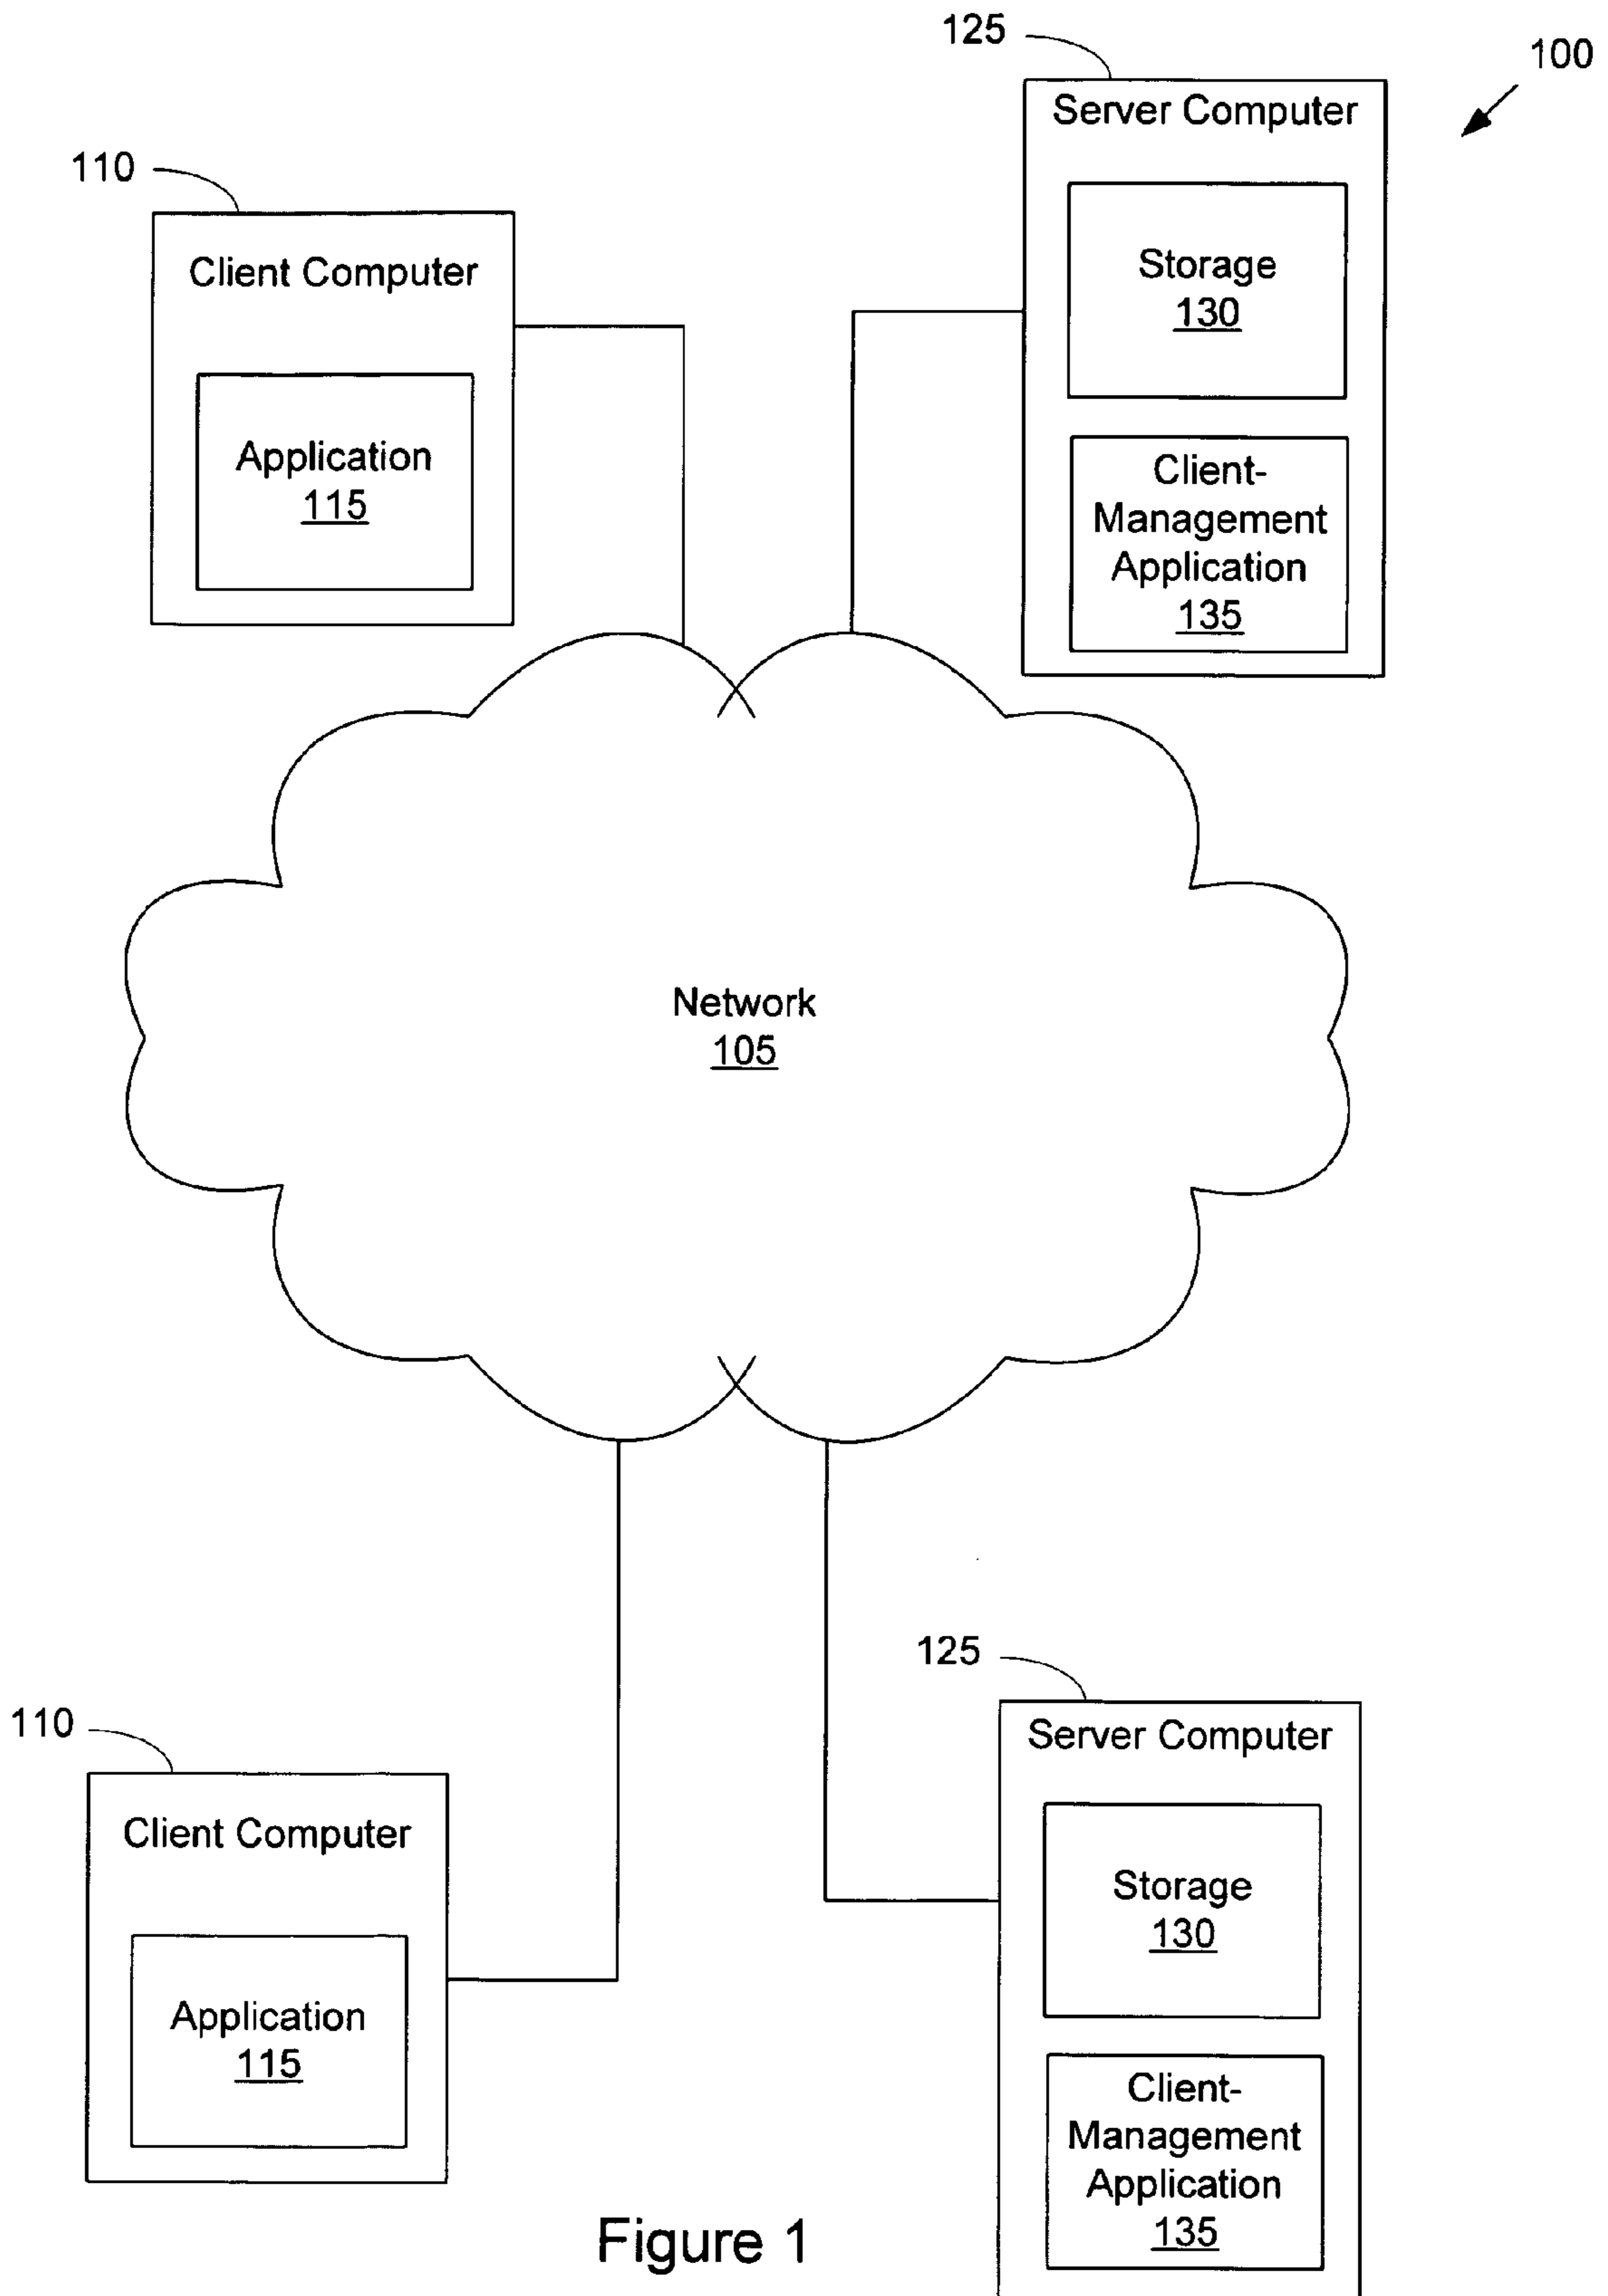 125
100
Server Computer
110
Client Computer
Storage
130
Application
115
Client-
Management
Application
135
Network
105
125
110
Server Computer
Client Computer
Storage
130
Application
115
Client-
Management
Application
135
Figure 1